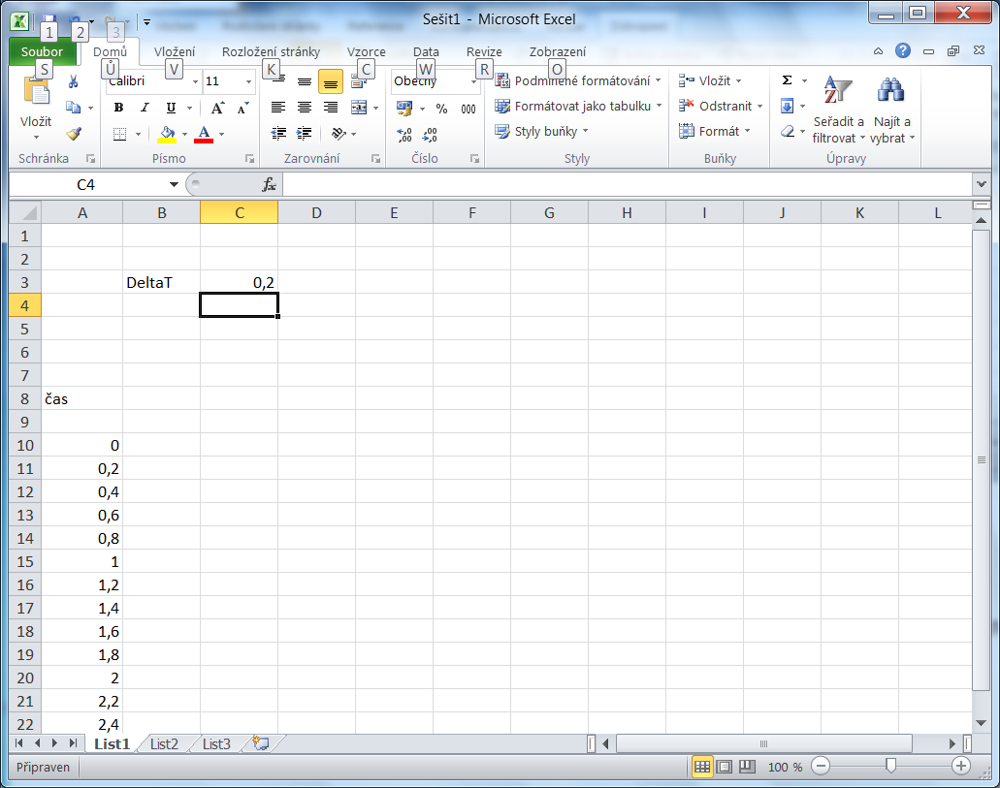 Sešit1 - Microsoft Excel
1 2 3
Soubor Domů Vložení Rozložení stránky Vzorce Data Revize Zobrazení
S Ů V K C W R O
Vložit
Calibri 11
B I U A A
A
Obecný
% 000
,0 ,00
,00 ,0
Podmíněné formátování
Formátovat jako tabulku
Styly buňky
Vložit
Odstranit
Formát
Σ
Seřadit a filtrovat
Najít a vybrat
Schránka Písmo Zarovnání Číslo Styly Buňky Úpravy
C4 fx
A B C D E F G H I J K L
1
2
3 DeltaT 0,2
4
5
6
7
8 čas
9
10 0
11 0,2
12 0,4
13 0,6
14 0,8
15 1
16 1,2
17 1,4
18 1,6
19 1,8
20 2
21 2,2
22 2,4
List1 List2 List3
Připraven 100 %